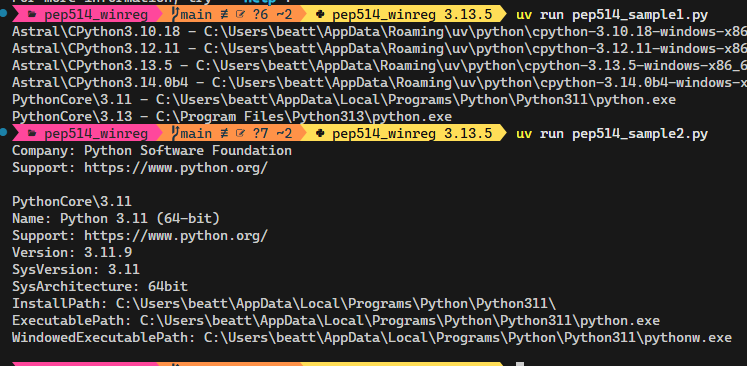 pep514_winreg main ≢ ?6 ~2 pep514_winreg 3.13.5 uv run pep514_sample1.py
Astral\CPython3.10.18 - C:\Users\beatt\AppData\Roaming\uv\python\cpython-3.10.18-windows-x86
Astral\CPython3.12.11 - C:\Users\beatt\AppData\Roaming\uv\python\cpython-3.12.11-windows-x86
Astral\CPython3.13.5 - C:\Users\beatt\AppData\Roaming\uv\python\cpython-3.13.5-windows-x86_6
Astral\CPython3.14.0b4 - C:\Users\beatt\AppData\Roaming\uv\python\cpython-3.14.0b4-windows-x
PythonCore\3.11 - C:\Users\beatt\AppData\Local\Programs\Python\Python311\python.exe
PythonCore\3.13 - C:\Program Files\Python313\python.exe
pep514_winreg main ≢ ?7 ~2 pep514_winreg 3.13.5 uv run pep514_sample2.py
Company: Python Software Foundation
Support: https://www.python.org/
PythonCore\3.11
Name: Python 3.11 (64-bit)
Support: https://www.python.org/
Version: 3.11.9
SysVersion: 3.11
SysArchitecture: 64bit
InstallPath: C:\Users\beatt\AppData\Local\Programs\Python\Python311\
ExecutablePath: C:\Users\beatt\AppData\Local\Programs\Python\Python311\python.exe
WindowedExecutablePath: C:\Users\beatt\AppData\Local\Programs\Python\Python311\pythonw.exe